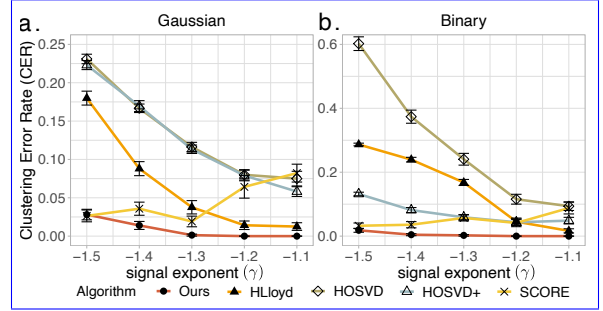 a. Gaussian
b. Binary
Clustering Error Rate (CER)
0.25
0.20
0.15
0.10
0.05
0.00
−1.5 −1.4 −1.3 −1.2 −1.1
signal exponent (γ)
0.6
0.4
0.2
0.0
−1.5 −1.4 −1.3 −1.2 −1.1
signal exponent (γ)
Algorithm Ours HLloyd HOSVD HOSVD+ SCORE